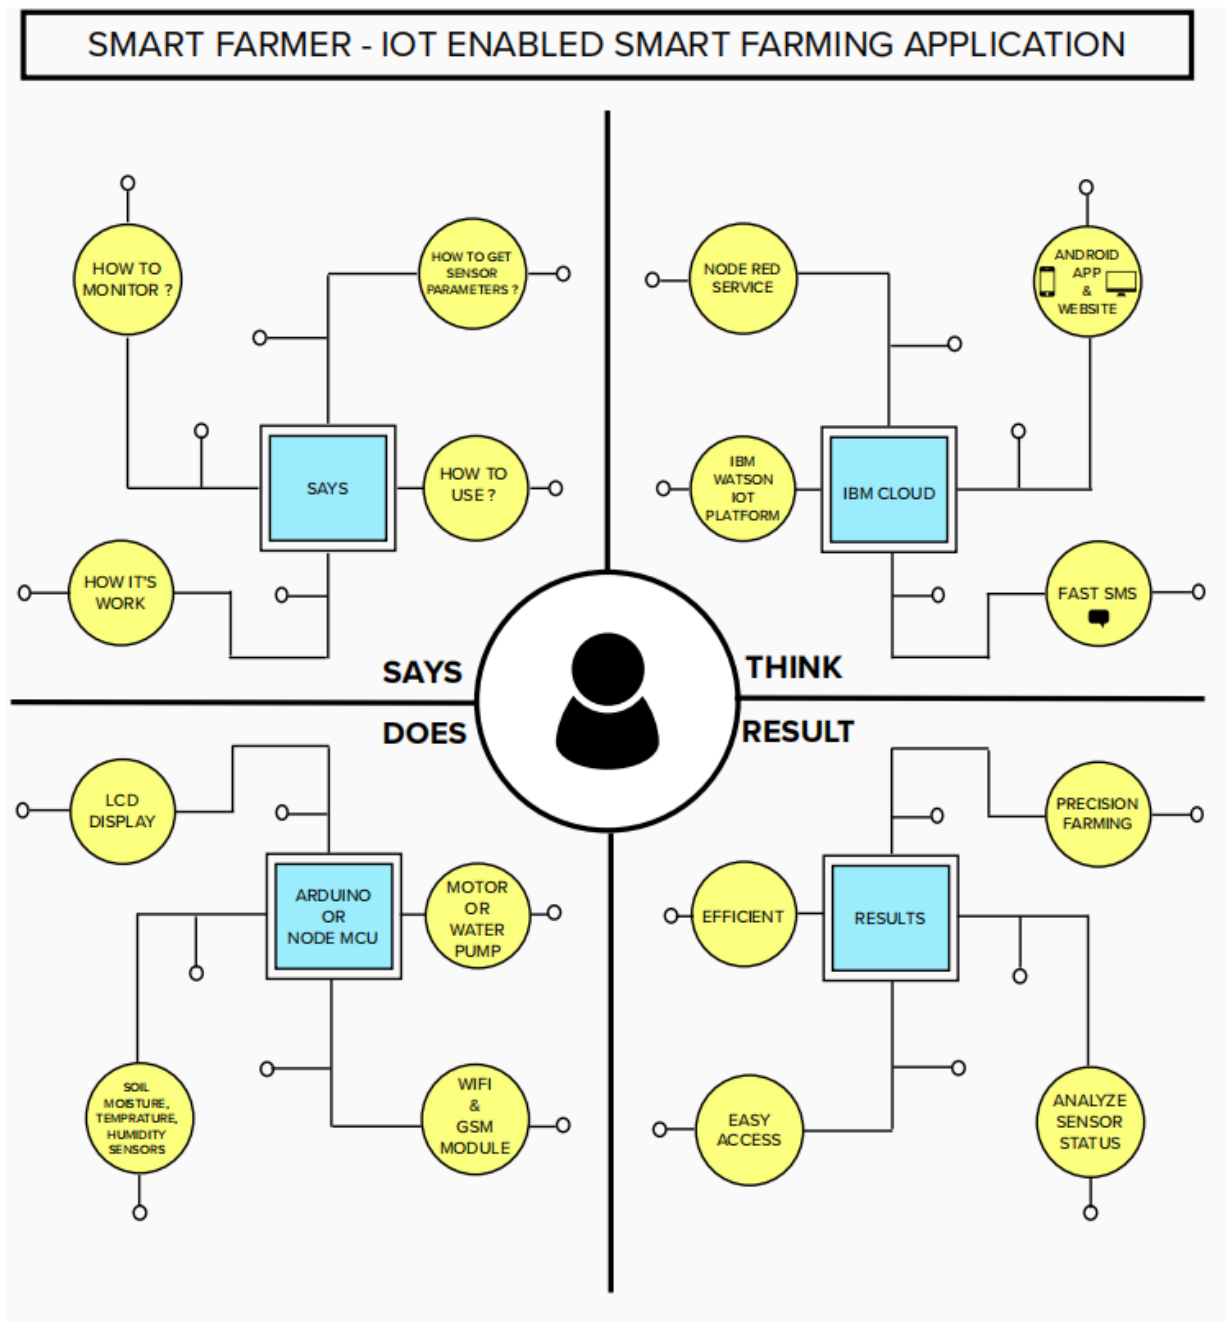 SMART FARMER - IOT ENABLED SMART FARMING APPLICATION
HOW TO
MONITOR ?
HOW TO GET
SENSOR
PARAMETERS ?
SAYS
HOW TO
USE ?
HOW IT'S
WORK
SAYS
NODE RED
SERVICE
ANDROID
APP
&
WEBSITE
IBM
WATSON
IOT
PLATFORM
IBM CLOUD
FAST SMS
THINK
DOES
LCD
DISPLAY
ARDUINO
OR
NODE MCU
MOTOR
OR
WATER
PUMP
SOIL
MOISTURE,
TEMPRATURE,
HUMIDITY
SENSORS
WIFI
&
GSM
MODULE
RESULT
PRECISION
FARMING
EFFICIENT
RESULTS
EASY
ACCESS
ANALYZE
SENSOR
STATUS